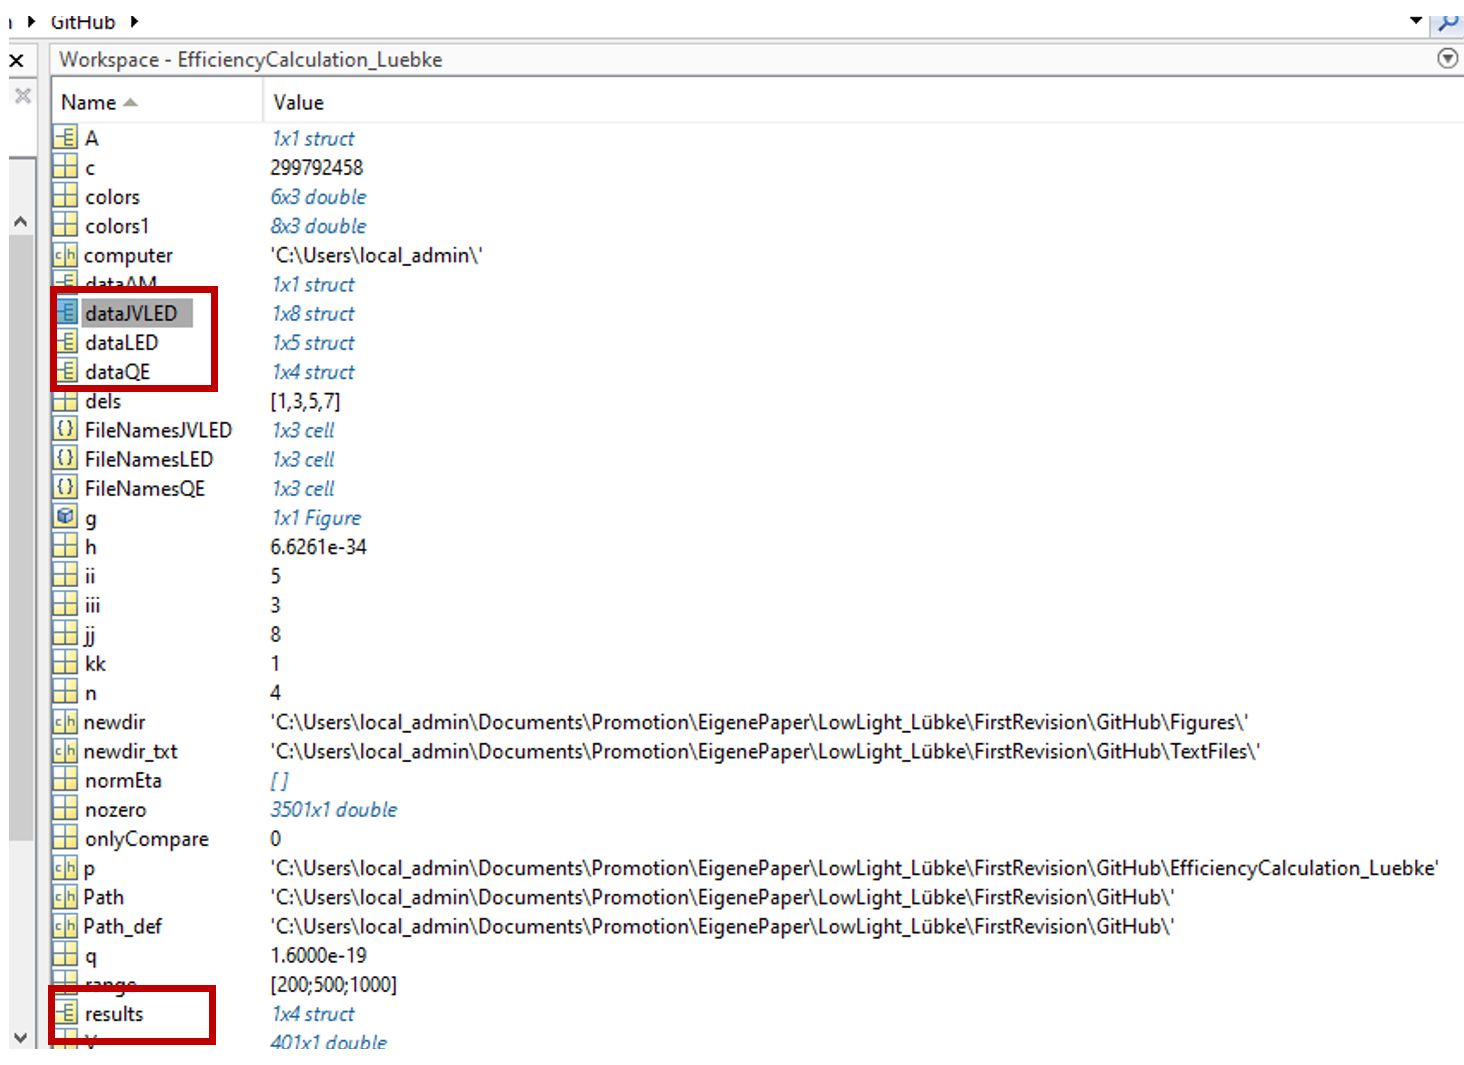 GitHub
Workspace - EfficiencyCalculation_Luebke
Name Value
A 1x1 struct
c 299792458
colors 6x3 double
colors1 8x3 double
computer 'C:\Users\local_admin\'
dataAM 1x1 struct
dataJVLED 1x8 struct
dataLED 1x5 struct
dataQE 1x4 struct
dels [1,3,5,7]
FileNamesJVLED 1x3 cell
FileNamesLED 1x3 cell
FileNamesQE 1x3 cell
g 1x1 Figure
h 6.6261e-34
ii 5
iii 3
jj 8
kk 1
n 4
newdir 'C:\Users\local_admin\Documents\Promotion\EigenePaper\LowLight_Lübke\FirstRevision\GitHub\Figures\'
newdir_txt 'C:\Users\local_admin\Documents\Promotion\EigenePaper\LowLight_Lübke\FirstRevision\GitHub\TextFiles\'
normEta []
nozero 3501x1 double
onlyCompare 0
p 'C:\Users\local_admin\Documents\Promotion\EigenePaper\LowLight_Lübke\FirstRevision\GitHub\EfficiencyCalculation_Luebke'
Path 'C:\Users\local_admin\Documents\Promotion\EigenePaper\LowLight_Lübke\FirstRevision\GitHub\'
Path_def 'C:\Users\local_admin\Documents\Promotion\EigenePaper\LowLight_Lübke\FirstRevision\GitHub\'
q 1.6000e-19
range [200;500;1000]
results 1x4 struct
401x1 double